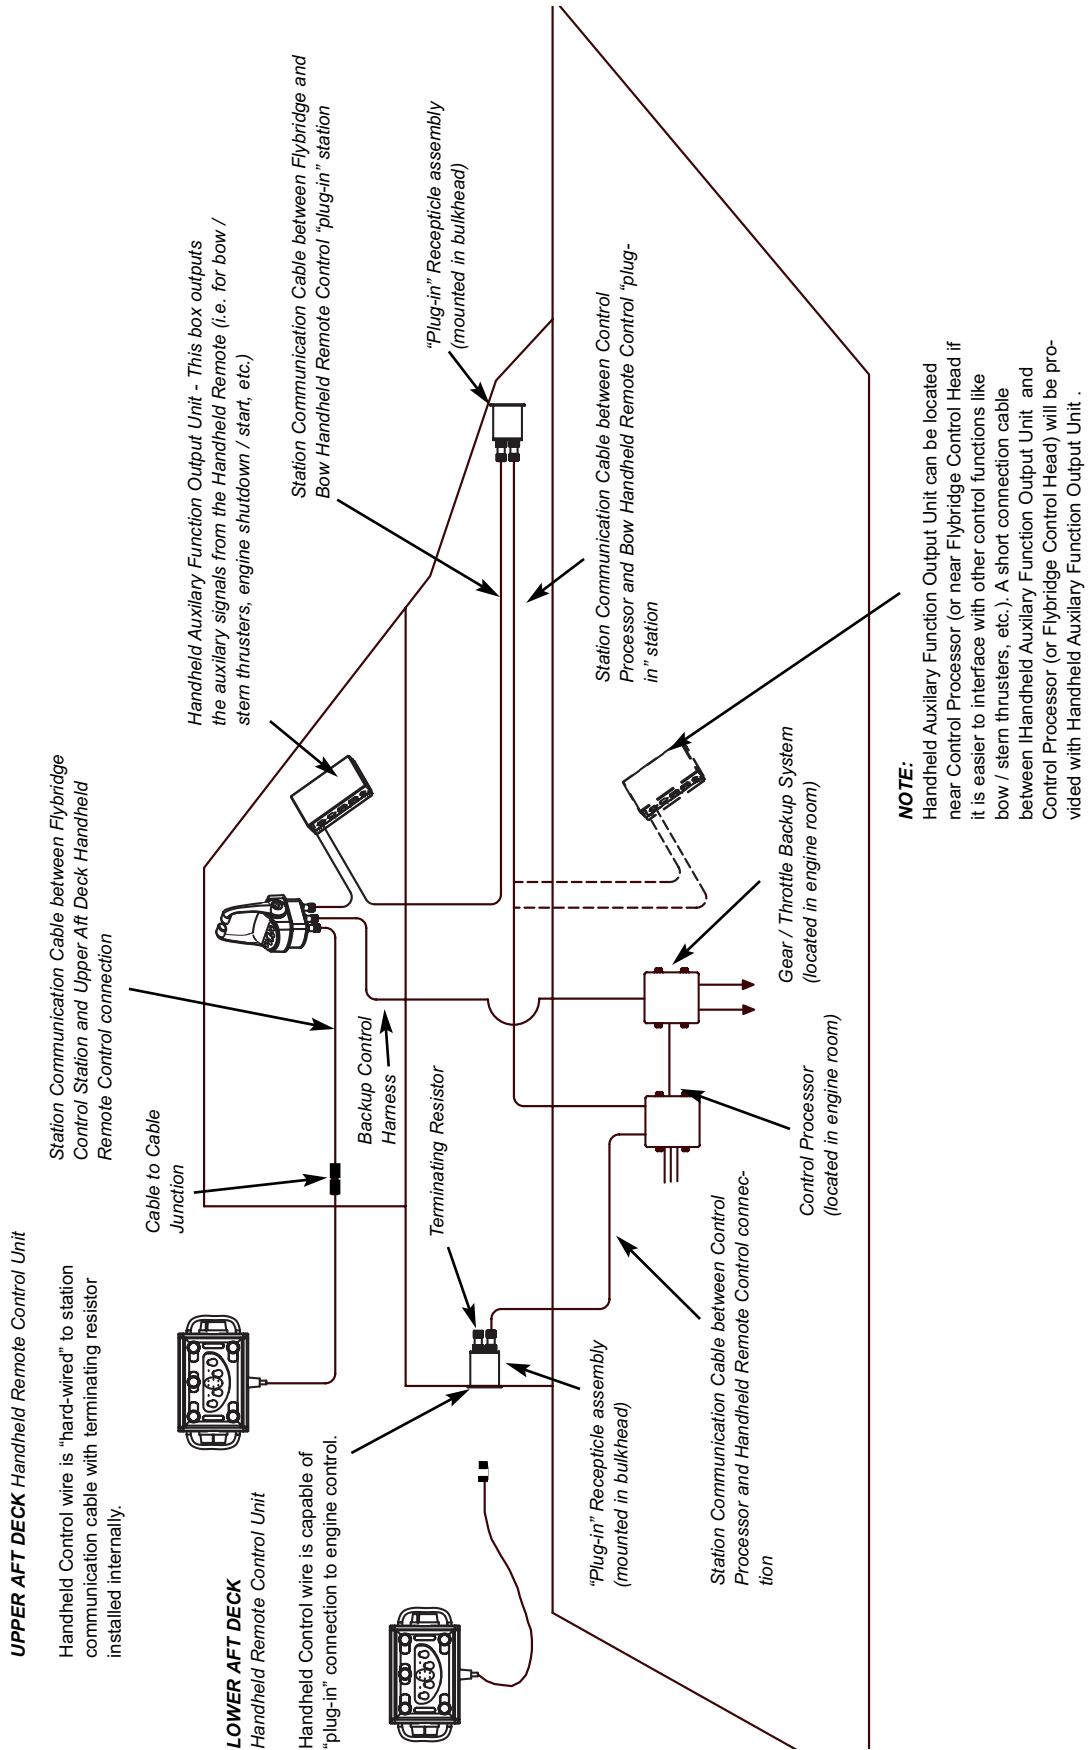 UPPER AFT DECK Handheld Remote Control Unit
Handheld Control wire is “hard-wired” to station
communication cable with terminating resistor
installed internally.
Station Communication Cable between Flybridge
Control Station and Upper Aft Deck Handheld
Remote Control connection
Cable to Cable
Junction
Handheld Auxilary Function Output Unit - This box outputs
the auxilary signals from the Handheld Remote (i.e. for bow /
stern thrusters, engine shutdown / start, etc.)
Station Communication Cable between Flybridge and
Bow Handheld Remote Control “plug-in” station
“Plug-in” Recepticle assembly
(mounted in bulkhead)
LOWER AFT DECK
Handheld Remote Control Unit
Handheld Control wire is capable of
“plug-in” connection to engine control.
Backup Control
Harness
Terminating Resistor
Station Communication Cable between Control
Processor and Bow Handheld Remote Control “plug-
in” station
“Plug-in” Recepticle assembly
(mounted in bulkhead)
Station Communication Cable between Control
Processor and Handheld Remote Control connec-
tion
Control Processor
(located in engine room)
Gear / Throttle Backup System
(located in engine room)
NOTE:
Handheld Auxilary Function Output Unit can be located
near Control Processor (or near Flybridge Control Head if
it is easier to interface with other control functions like
bow / stern thrusters, etc.). A short connection cable
between lHandheld Auxilary Function Output Unit  and
Control Processor (or Flybridge Control Head) will be pro-
vided with Handheld Auxilary Function Output Unit .